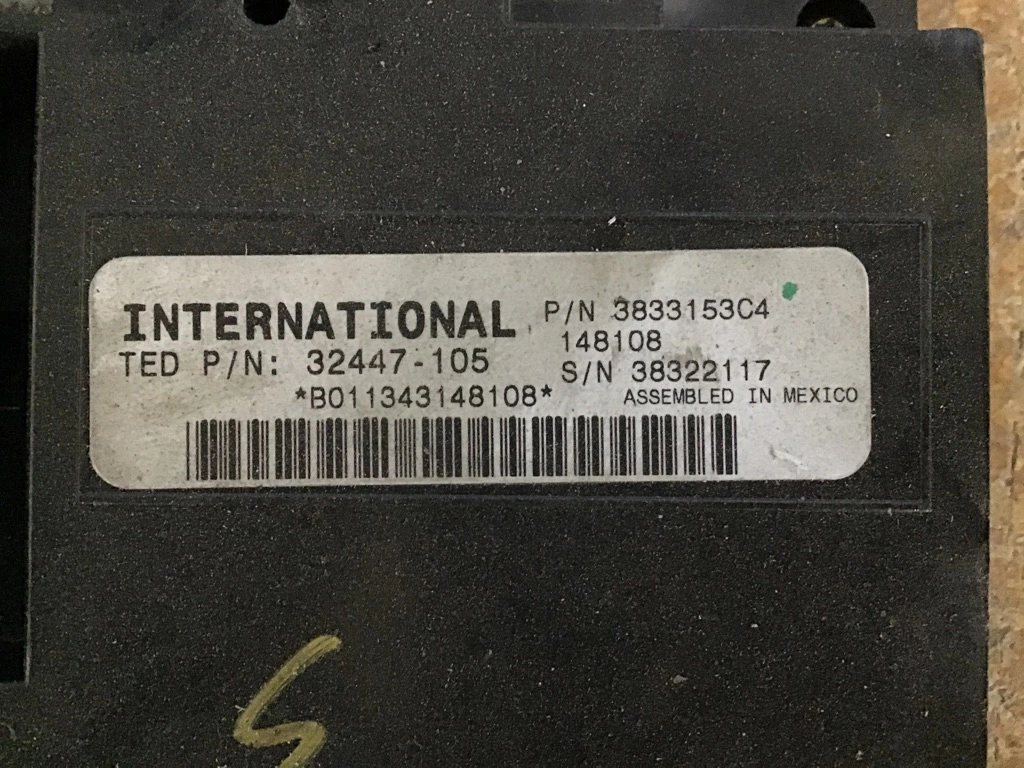 INTERNATIONAL P/N 3833153C4
148108
TED P/N: 32447-105 S/N 38322117
*B011343148108* ASSEMBLED IN MEXICO